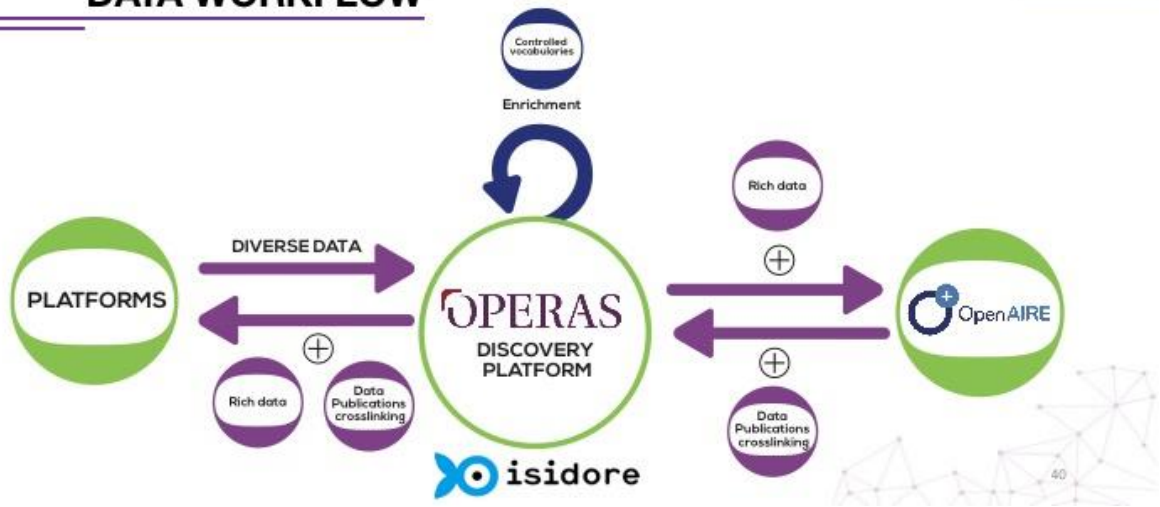 DATA WORKFLOW
Controlled
vocabularies
Enrichment
Rich data
DIVERSE DATA
PLATFORMS
OPERAS
DISCOVERY
PLATFORM
OpenAIRE
Rich data
Data
Publications
crosslinking
Data
Publications
crosslinking
isidore
40